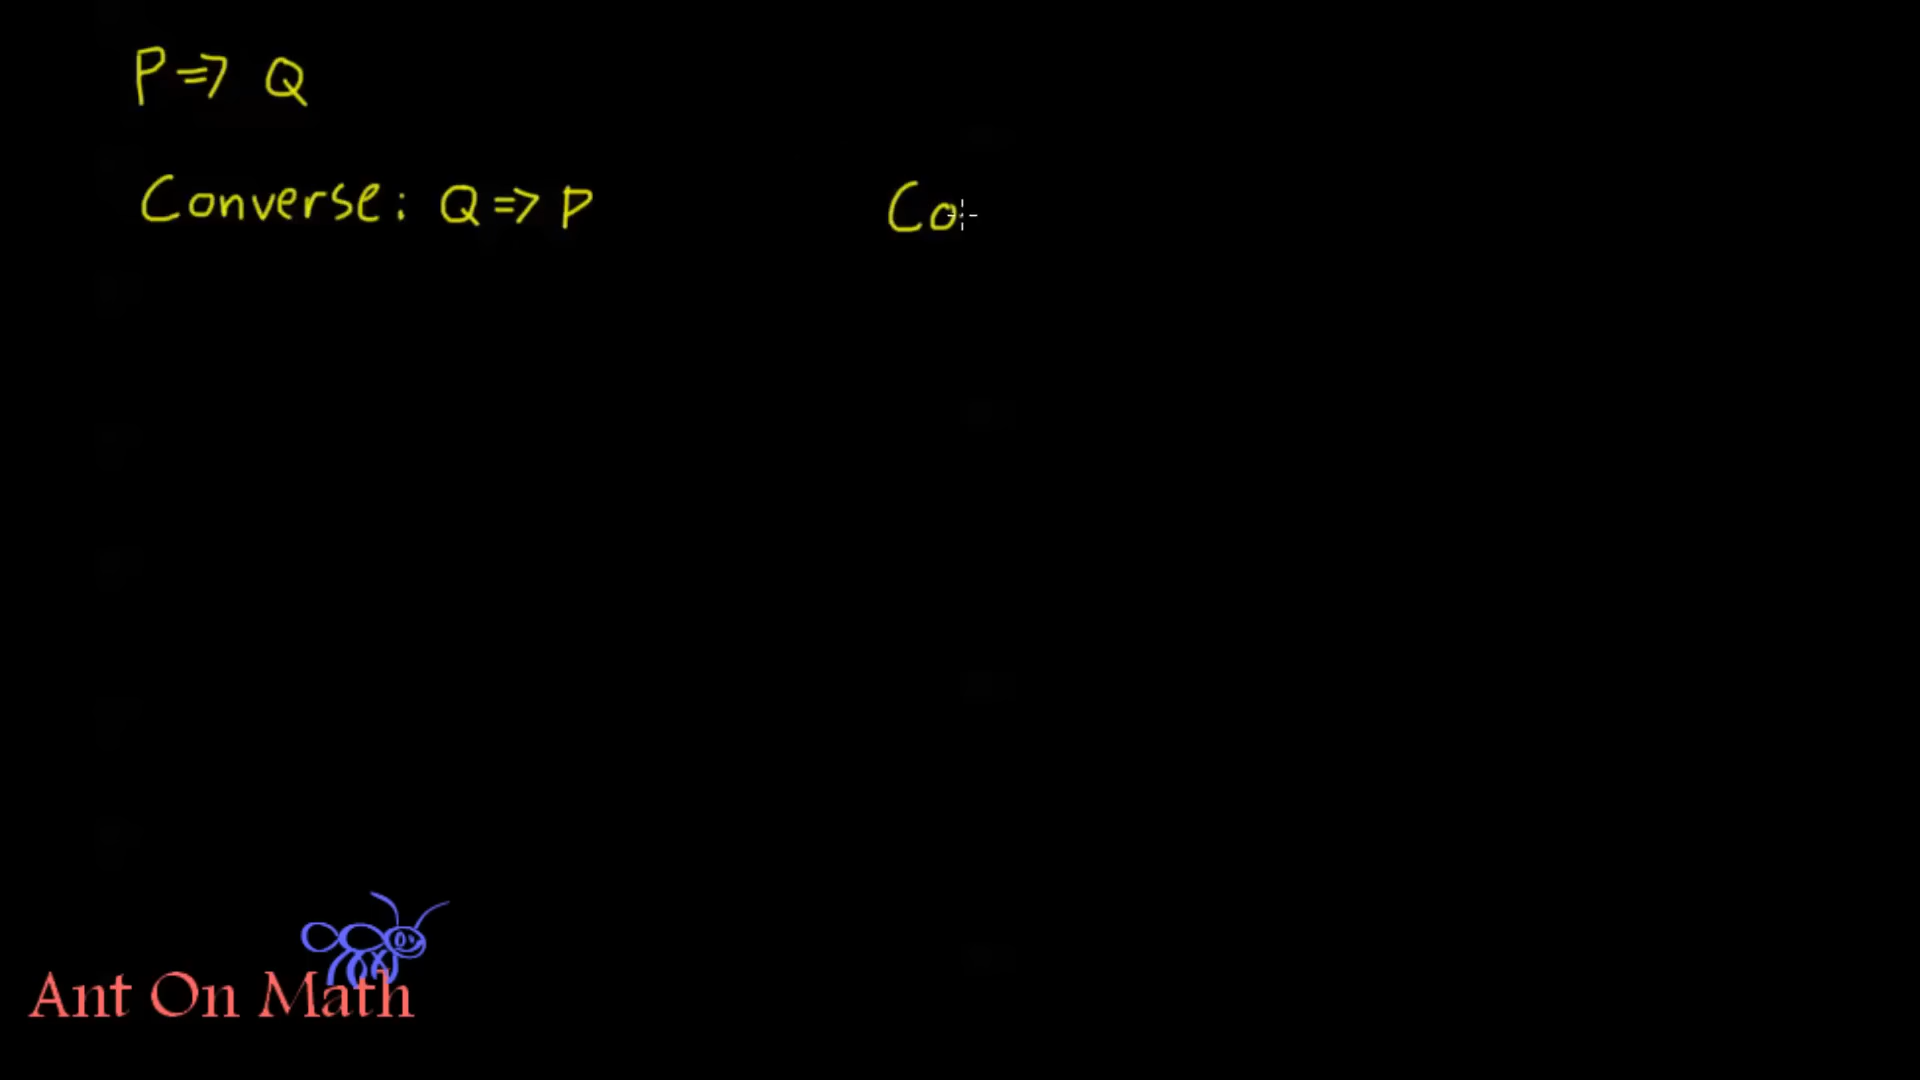 P => Q
Converse: Q => P
Co
Ant On Math